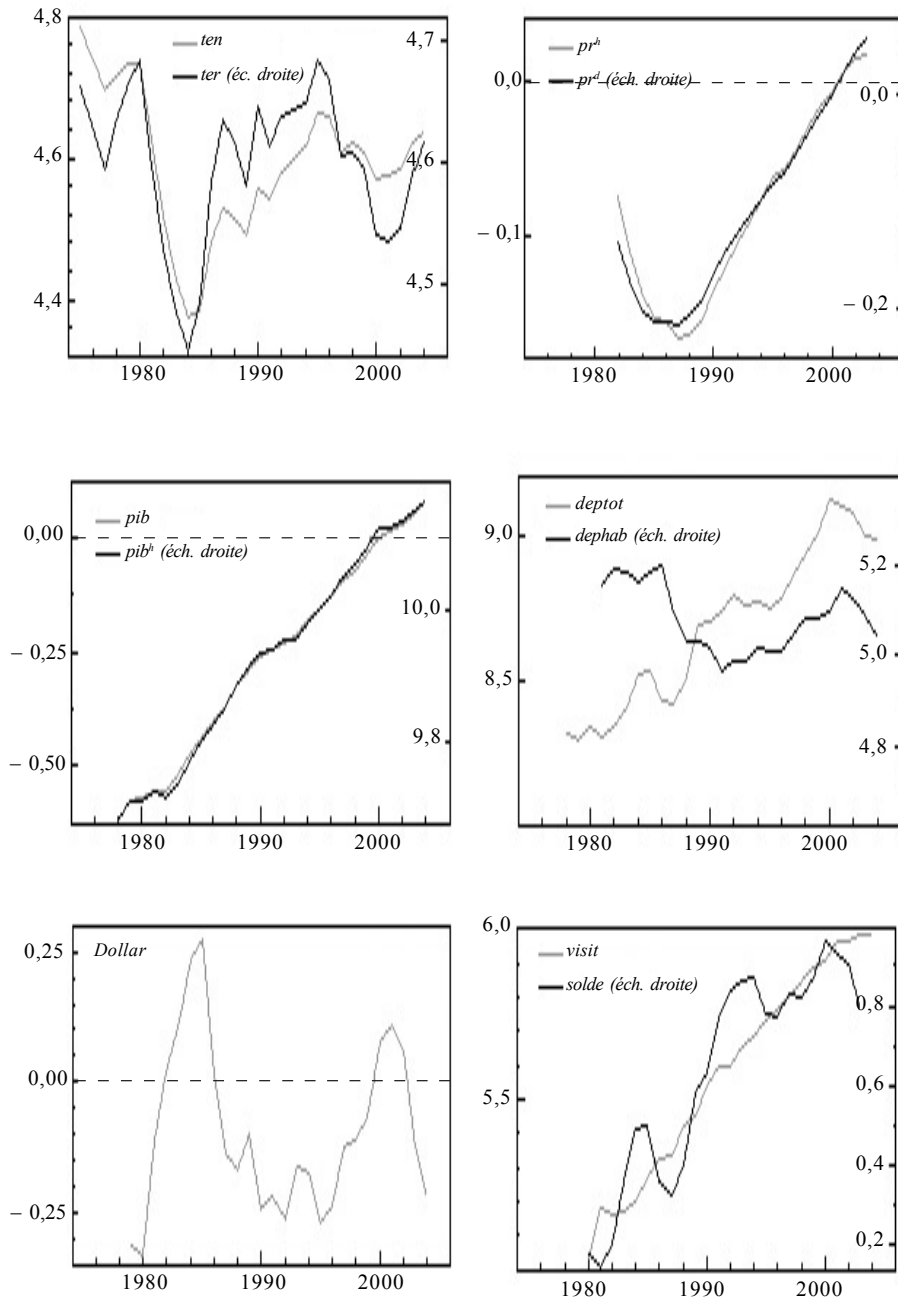 4,8
ten
ter (éc. droite)
4,7
4,6
4,6
4,5
4,4
1980 1990 2000
prʰ
prᵈ (éch. droite)
0,0
0,0
– 0,1
– 0,2
1980 1990 2000
pib
pibʰ (éch. droite)
0,00
10,0
– 0,25
9,8
– 0,50
1980 1990 2000
deptot
dephab (éch. droite)
9,0
5,2
5,0
8,5
4,8
1980 1990 2000
Dollar
0,25
0,00
– 0,25
1980 1990 2000
6,0
visit
solde (éch. droite)
0,8
0,6
5,5
0,4
0,2
1980 1990 2000